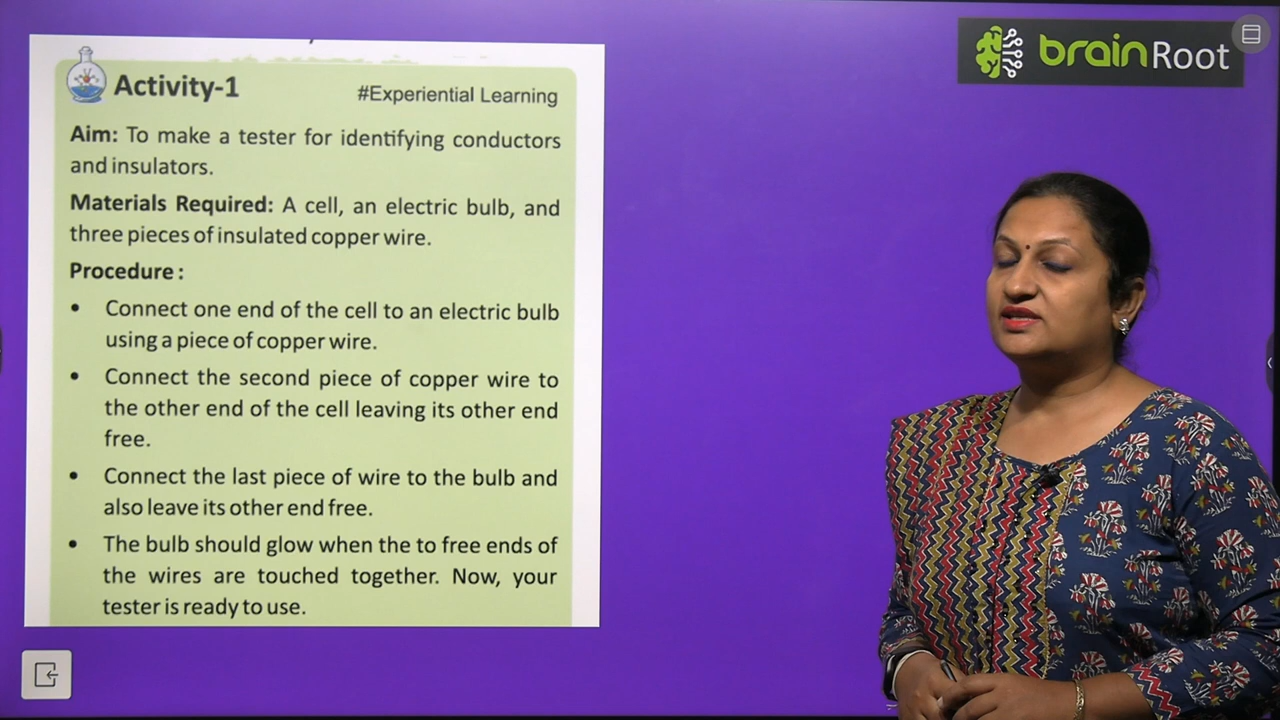 Activity-1
#Experiential Learning
Aim: To make a tester for identifying conductors
and insulators.
Materials Required: A cell, an electric bulb, and
three pieces of insulated copper wire.
Procedure :
• Connect one end of the cell to an electric bulb
using a piece of copper wire.
• Connect the second piece of copper wire to
the other end of the cell leaving its other end
free.
• Connect the last piece of wire to the bulb and
also leave its other end free.
• The bulb should glow when the to free ends of
the wires are touched together. Now, your
tester is ready to use.
brainRoot